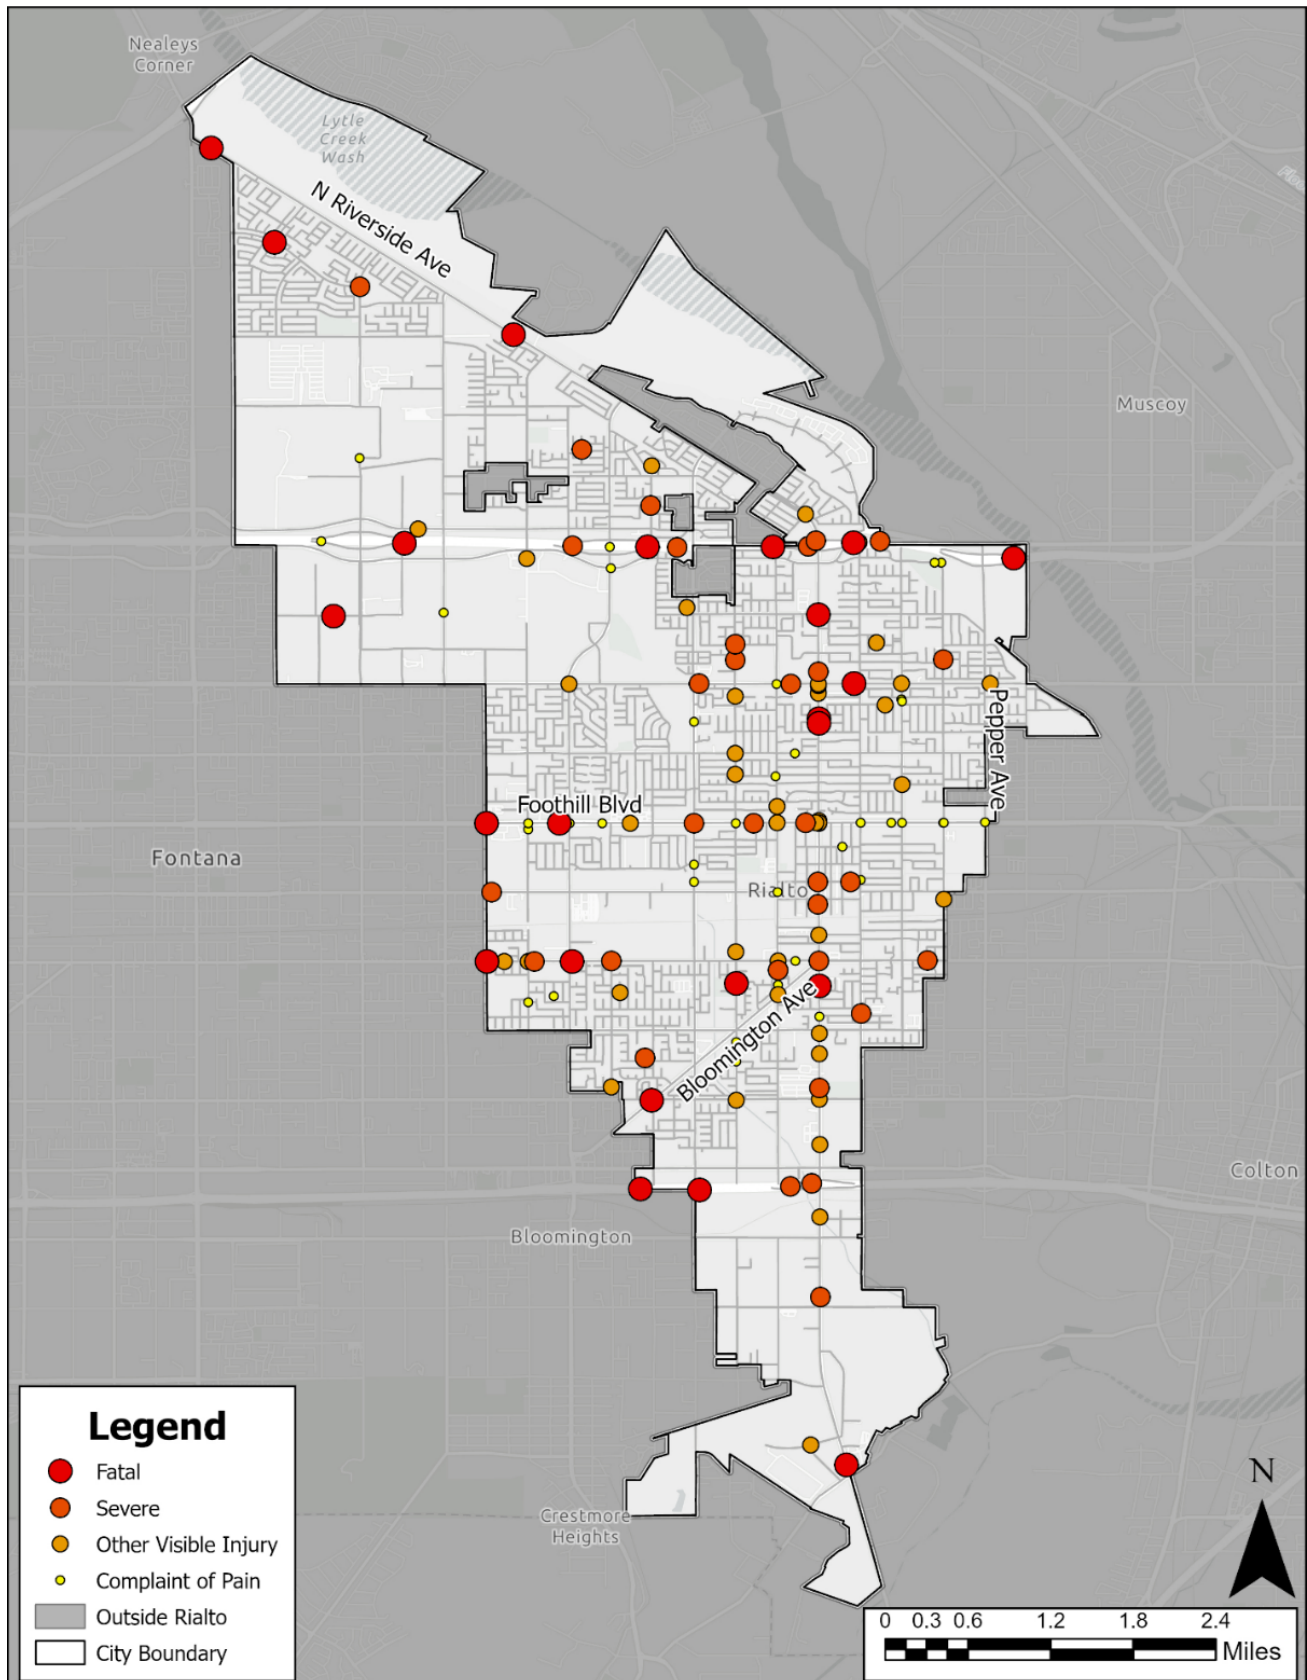 Nealeys
Corner
Lytle
Creek
Wash
N Riverside Ave
Muscoy
Pepper Ave
Foothill Blvd
Fontana
Rialto
Bloomington Ave
Colton
Bloomington
Crestmore
Heights
Legend
Fatal
Severe
Other Visible Injury
Complaint of Pain
Outside Rialto
City Boundary
N
0 0.3 0.6 1.2 1.8 2.4
Miles